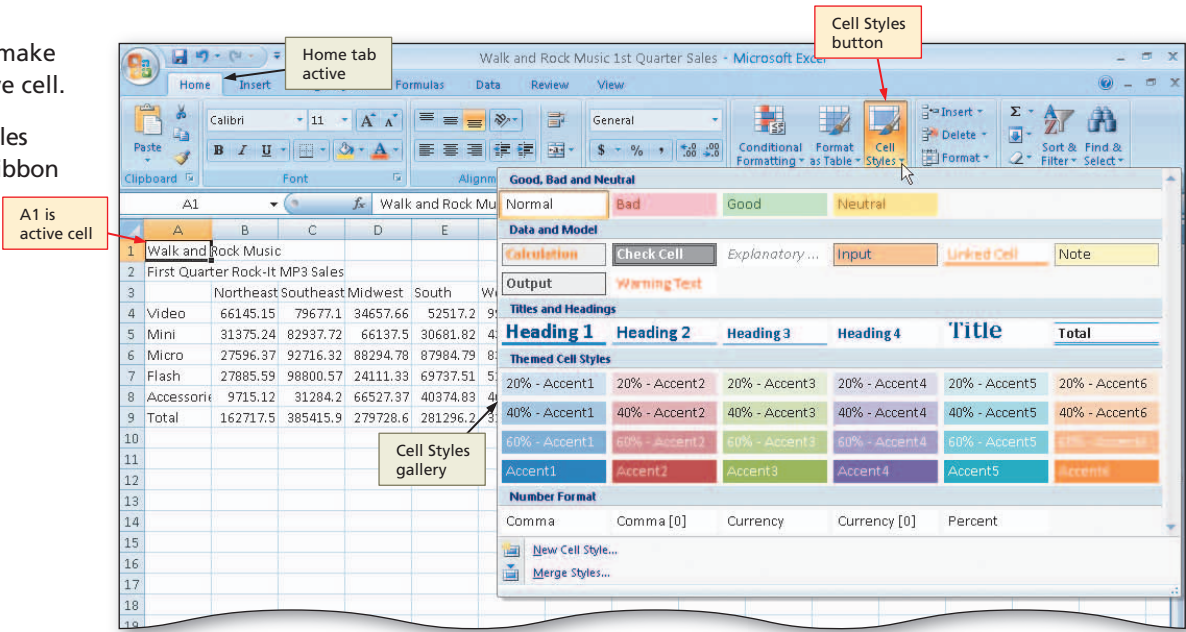 make
re cell.
les
ibbon
Cell Styles
button
Home tab
active
A1 is
active cell
Cell Styles
gallery
Walk and Rock Music 1st Quarter Sales - Microsoft Excel
Home Insert Formulas Data Review View
Calibri 11 General
Paste
B I U $ % ,
Conditional Format Cell
Formatting as Table Styles
Insert
Delete
Format
Sort & Find &
Filter Select
Clipboard Font Alignm
A1 fx Walk and Rock Mu
A B C D E
1 Walk and Rock Music
2 First Quarter Rock-It MP3 Sales
3 Northeast Southeast Midwest South We
4 Video 66145.15 79677.1 34657.66 52517.2
5 Mini 31375.24 82937.72 66137.5 30681.82
6 Micro 27596.37 92716.32 88294.78 87984.79
7 Flash 27885.59 98800.57 24111.33 69737.51
8 Accessorie 9715.12 31284.2 66527.37 40374.83
9 Total 162717.5 385415.9 279728.6 281296.2
10
11
12
13
14
15
16
17
18
19
Good, Bad and Neutral
Normal Bad Good Neutral
Data and Model
Calculation Check Cell Explanatory ... Input Linked Cell Note
Output Warning Text
Titles and Headings
Heading 1 Heading 2 Heading 3 Heading 4 Title Total
Themed Cell Styles
20% - Accent1 20% - Accent2 20% - Accent3 20% - Accent4 20% - Accent5 20% - Accent6
40% - Accent1 40% - Accent2 40% - Accent3 40% - Accent4 40% - Accent5 40% - Accent6
60% - Accent1 60% - Accent2 60% - Accent3 60% - Accent4 60% - Accent5
Accent1 Accent2 Accent3 Accent4 Accent5 Accent6
Number Format
Comma Comma [0] Currency Currency [0] Percent
New Cell Style...
Merge Styles...